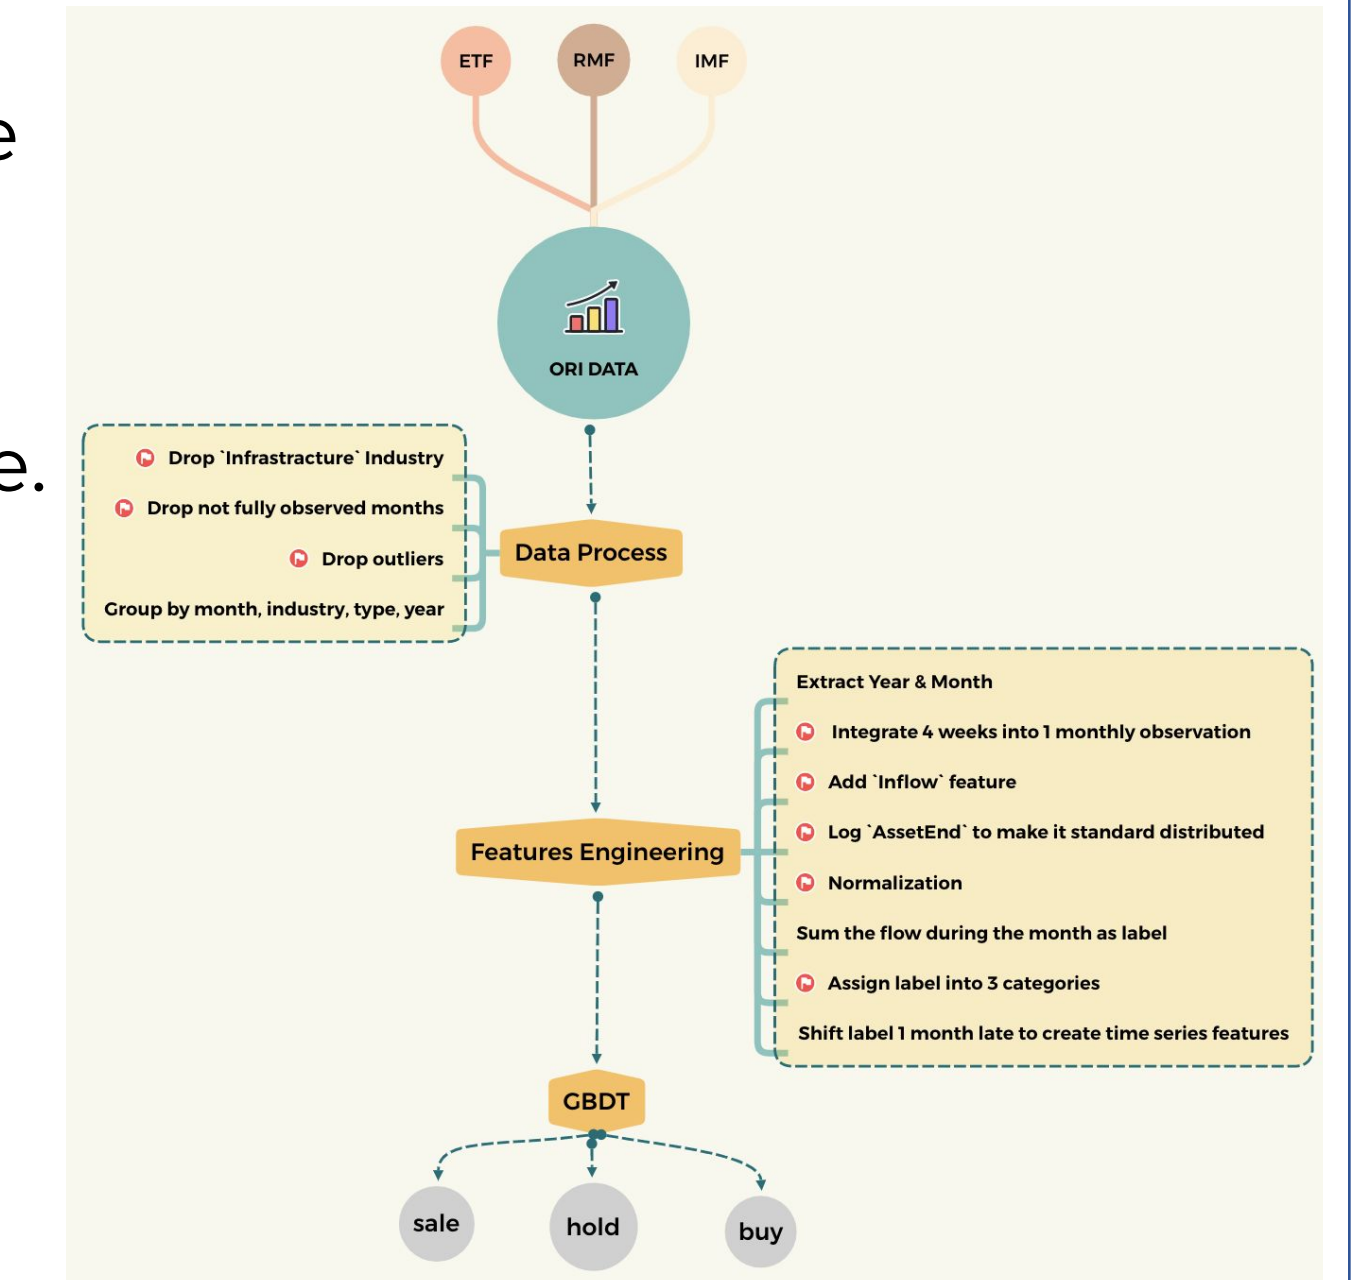 e
e.
ETF
RMF
IMF
ORI DATA
Drop `Infrastracture` Industry
Drop not fully observed months
Drop outliers
Group by month, industry, type, year
Data Process
Extract Year & Month
Integrate 4 weeks into 1 monthly observation
Add `Inflow` feature
Log `AssetEnd` to make it standard distributed
Normalization
Sum the flow during the month as label
Assign label into 3 categories
Shift label 1 month late to create time series features
Features Engineering
GBDT
sale
hold
buy